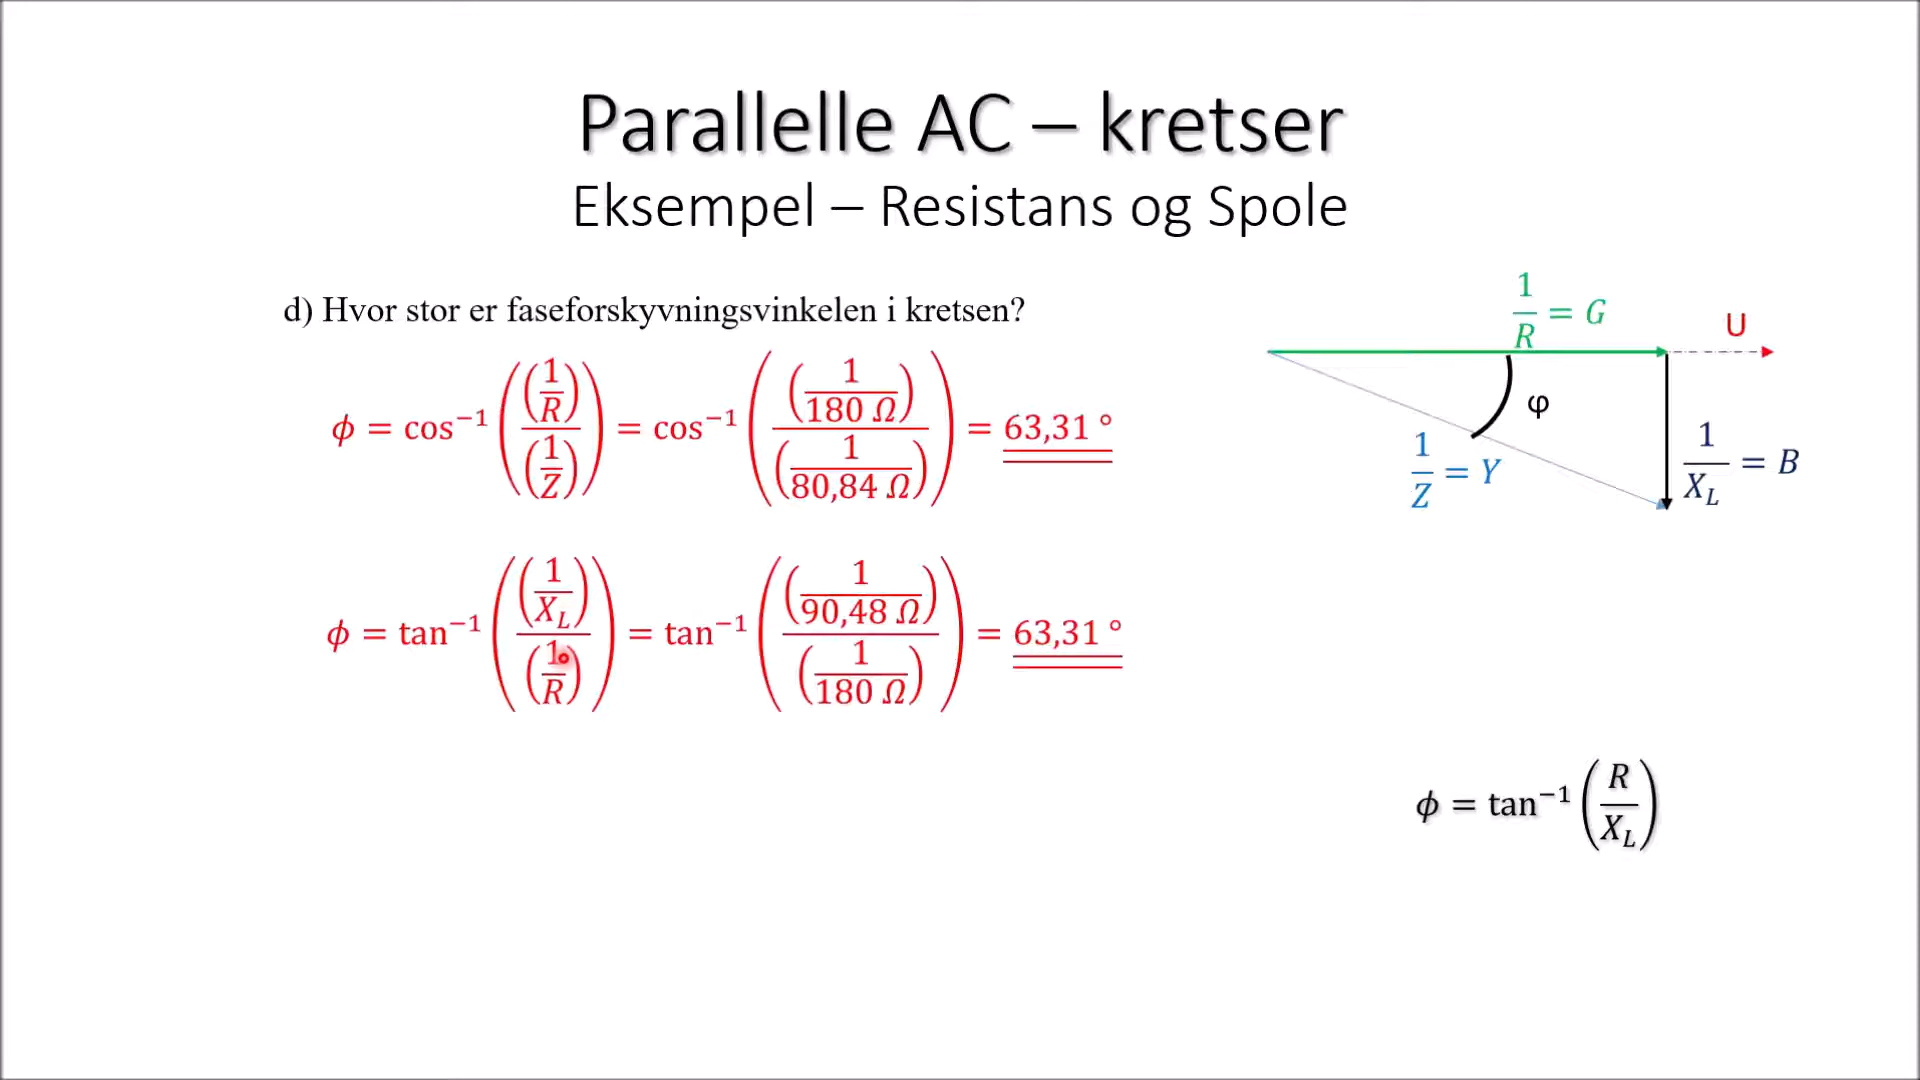 Parallelle AC – kretser
Eksempel – Resistans og Spole
d) Hvor stor er faseforskyvningsvinkelen i kretsen?
ϕ = cos⁻¹ ((1/R)/(1/Z)) = cos⁻¹ ((1/180 Ω)/(1/80,84 Ω)) = 63,31 °
ϕ = tan⁻¹ ((1/X_L)/(1/R)) = tan⁻¹ ((1/90,48 Ω)/(1/180 Ω)) = 63,31 °
1/R = G
U
φ
1/Z = Y
1/X_L = B
ϕ = tan⁻¹ (R/X_L)